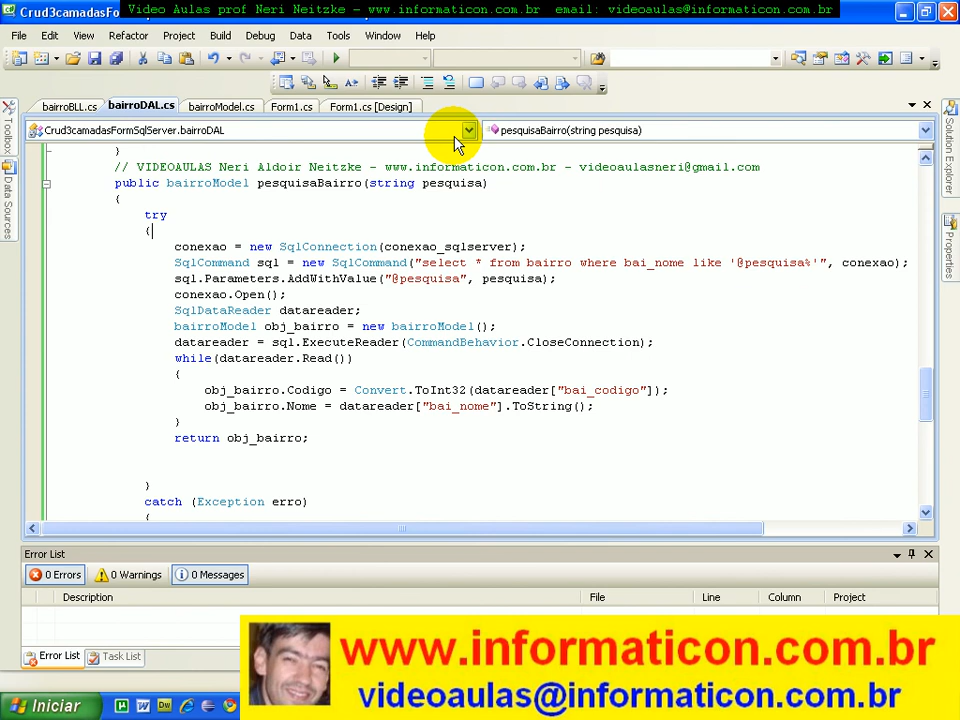 Crud3camadasFo
Video Aulas prof Neri Neitzke - www.informaticon.com.br email: videoaulas@informaticon.com.br
File Edit View Refactor Project Build Debug Data Tools Window Help
bairroBLL.cs bairroDAL.cs bairroModel.cs Form1.cs Form1.cs [Design]
Crud3camadasFormSqlServer.bairroDAL pesquisaBairro(string pesquisa)
Toolbox
Data Sources
Solution Explorer
Properties
}
// VIDEOAULAS Neri Aldoir Neitzke - www.informaticon.com.br - videoaulasneri@gmail.com
public bairroModel pesquisaBairro(string pesquisa)
{
try
{
conexao = new SqlConnection(conexao_sqlserver);
SqlCommand sql = new SqlCommand("select * from bairro where bai_nome like '@pesquisa%'", conexao);
sql.Parameters.AddWithValue("@pesquisa", pesquisa);
conexao.Open();
SqlDataReader datareader;
bairroModel obj_bairro = new bairroModel();
datareader = sql.ExecuteReader(CommandBehavior.CloseConnection);
while(datareader.Read())
{
obj_bairro.Codigo = Convert.ToInt32(datareader["bai_codigo"]);
obj_bairro.Nome = datareader["bai_nome"].ToString();
}
return obj_bairro;
}
catch (Exception erro)
{
Error List
0 Errors 0 Warnings 0 Messages
Description File Line Column Project
Error List Task List
www.informaticon.com.br
videoaulas@informaticon.com.br
Iniciar